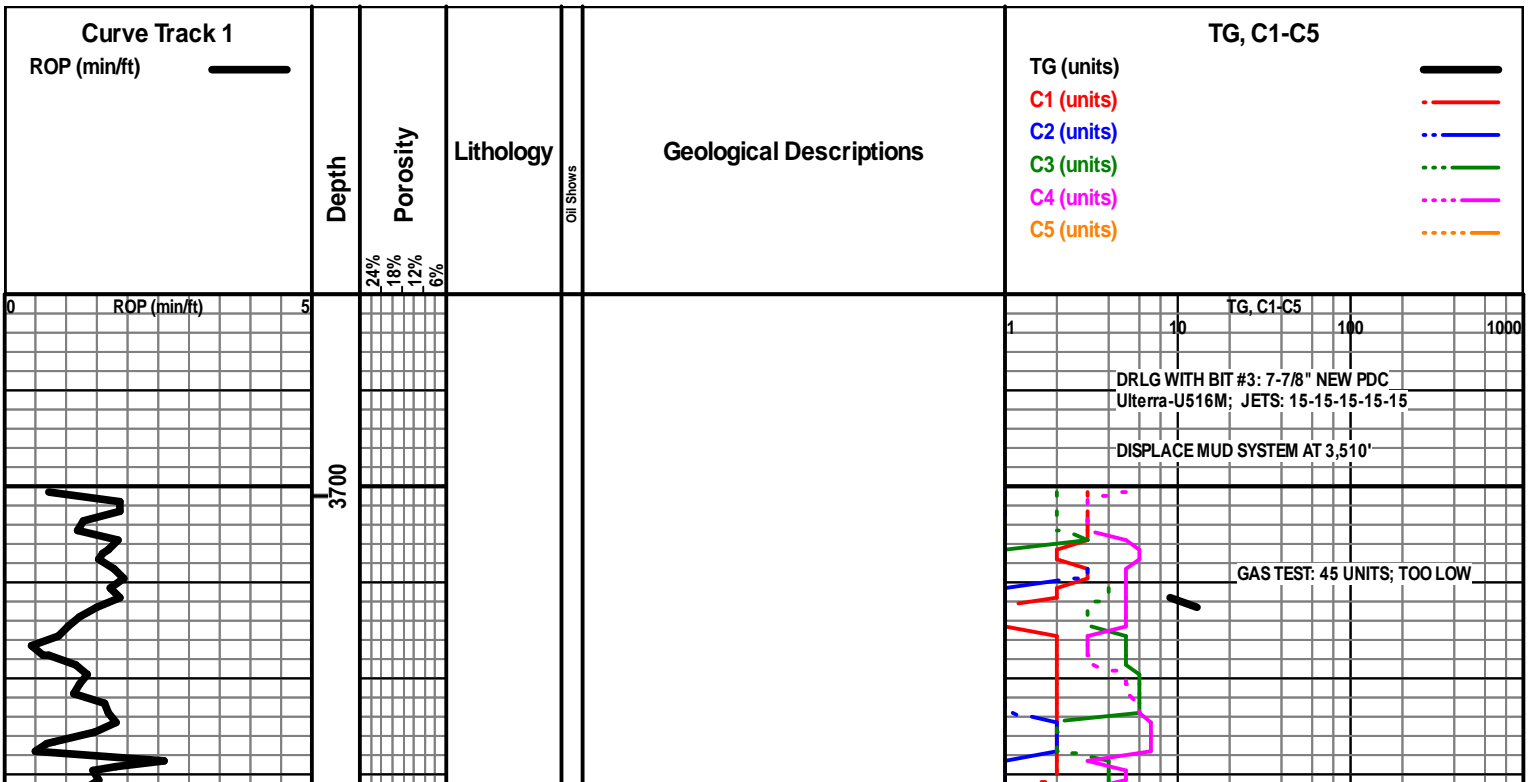 Curve Track 1
ROP (min/ft)
Depth
Porosity
24%
18%
12%
6%
Lithology
Oil Shows
Geological Descriptions
TG, C1-C5
TG (units)
C1 (units)
C2 (units)
C3 (units)
C4 (units)
C5 (units)
0 ROP (min/ft) 5
TG, C1-C5
1 10 100 1000
DRLG WITH BIT #3: 7-7/8" NEW PDC
Ulterra-U516M; JETS: 15-15-15-15-15
DISPLACE MUD SYSTEM AT 3,510'
3700
GAS TEST: 45 UNITS; TOO LOW